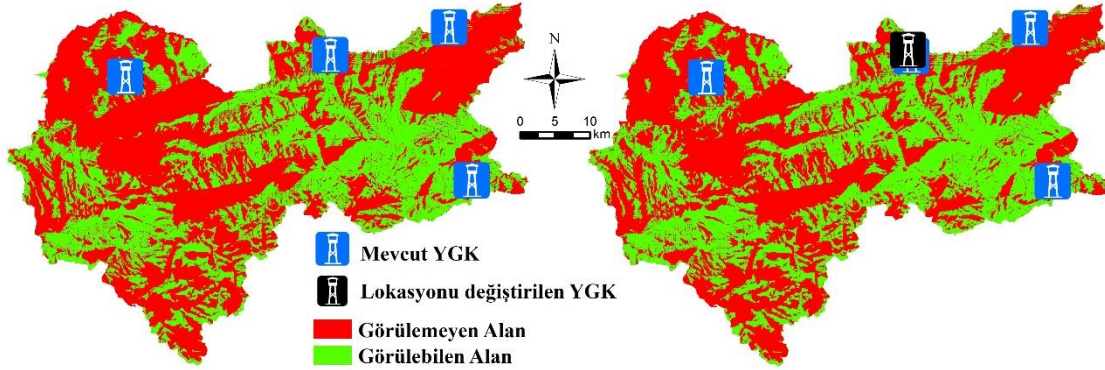 N
0 5 10
km
Mevcut YGK
Lokasyonu değiştirilen YGK
Görülemeyen Alan
Görülebilen Alan